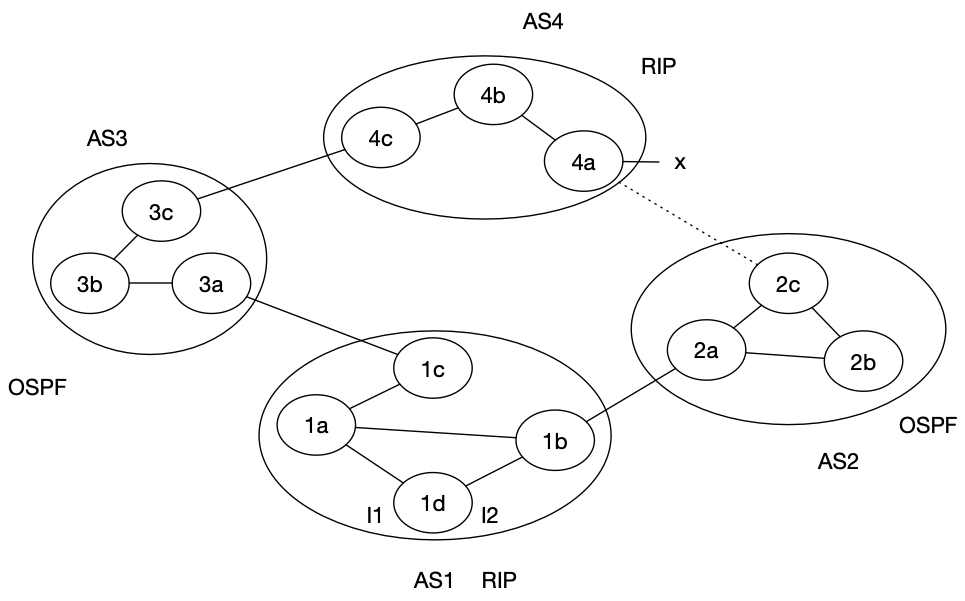 AS4
RIP
4b
4c
4a
x
AS3
3c
3b
3a
2c
2a
2b
OSPF
1c
1a
1b
OSPF
AS2
I1
1d
I2
AS1 RIP